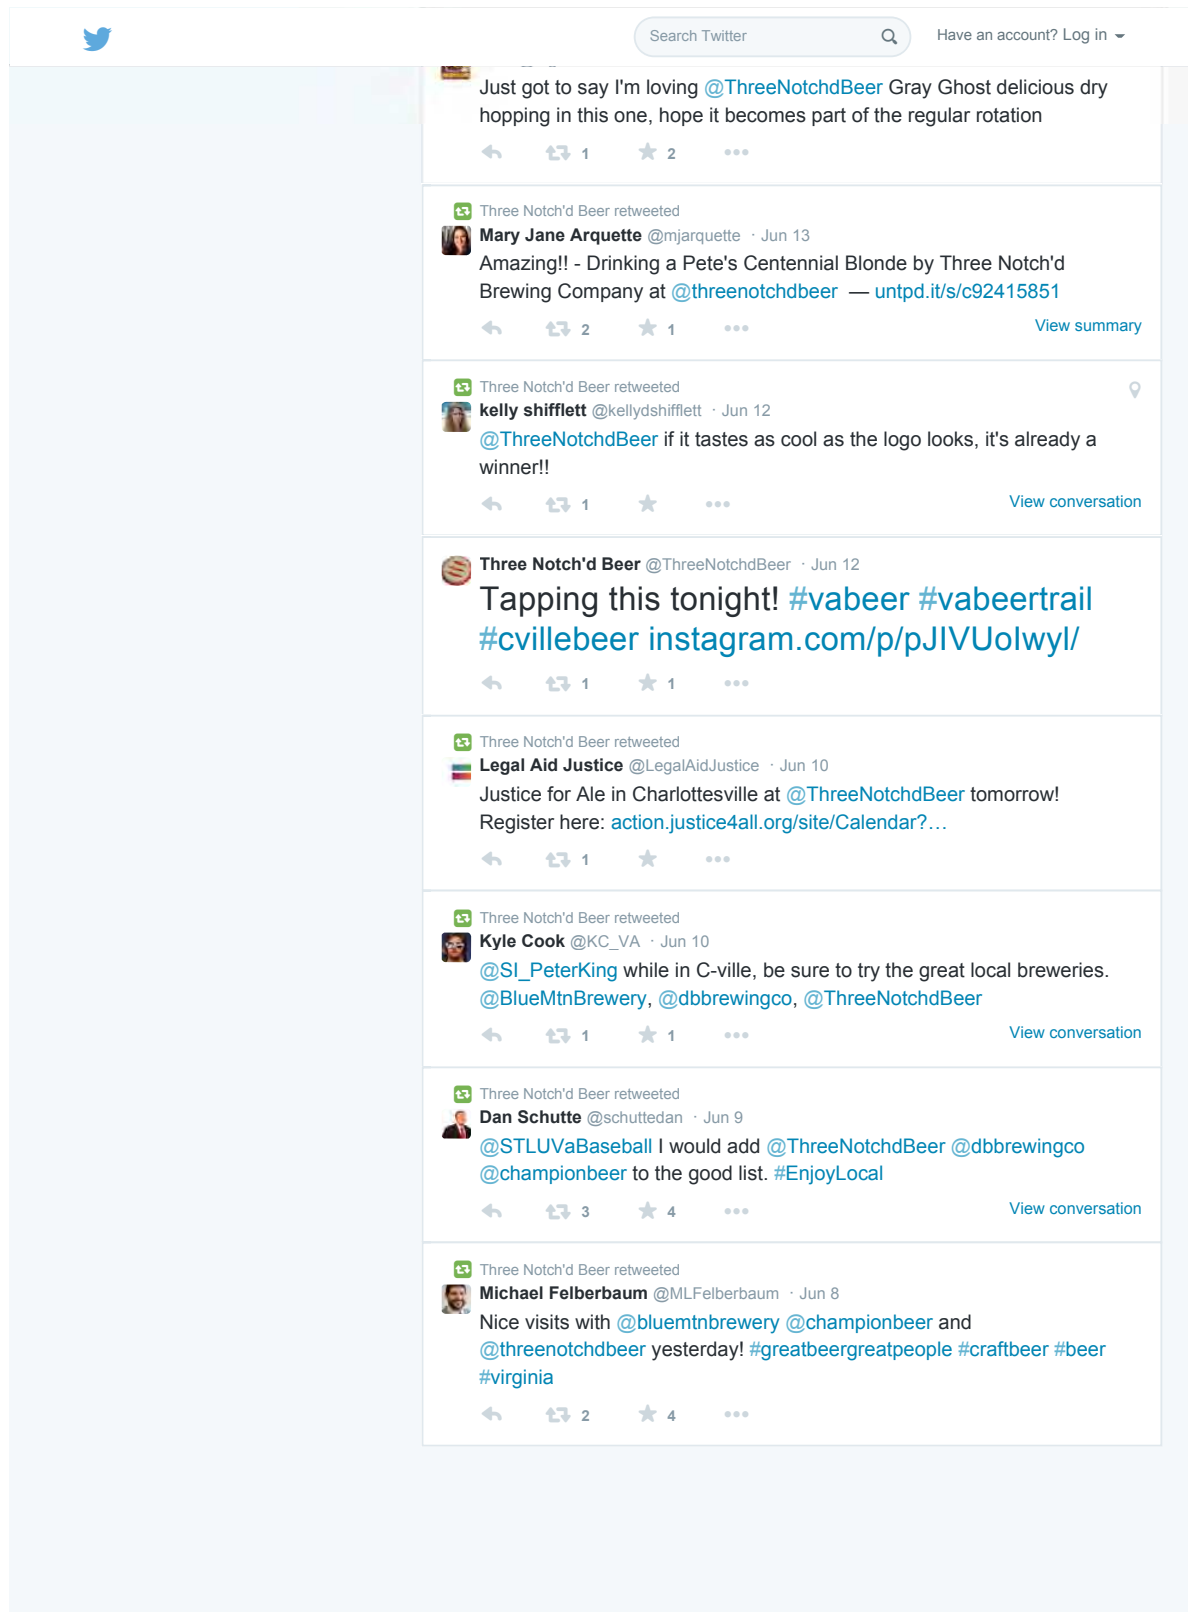 Search Twitter
Have an account? Log in
Just got to say I'm loving @ThreeNotchdBeer Gray Ghost delicious dry
hopping in this one, hope it becomes part of the regular rotation
1 2
Three Notch'd Beer retweeted
Mary Jane Arquette @mjarquette · Jun 13
Amazing!! - Drinking a Pete's Centennial Blonde by Three Notch'd
Brewing Company at @threenotchdbeer — untpd.it/s/c92415851
2 1 View summary
Three Notch'd Beer retweeted
kelly shifflett @kellydshifflett · Jun 12
@ThreeNotchdBeer if it tastes as cool as the logo looks, it's already a
winner!!
1 View conversation
Three Notch'd Beer @ThreeNotchdBeer · Jun 12
Tapping this tonight! #vabeer #vabeertrail
#cvillebeer instagram.com/p/pJIVUoIwyl/
1 1
Three Notch'd Beer retweeted
Legal Aid Justice @LegalAidJustice · Jun 10
Justice for Ale in Charlottesville at @ThreeNotchdBeer tomorrow!
Register here: action.justice4all.org/site/Calendar?…
1
Three Notch'd Beer retweeted
Kyle Cook @KC_VA · Jun 10
@SI_PeterKing while in C-ville, be sure to try the great local breweries.
@BlueMtnBrewery, @dbbrewingco, @ThreeNotchdBeer
1 1 View conversation
Three Notch'd Beer retweeted
Dan Schutte @schuttedan · Jun 9
@STLUVaBaseball I would add @ThreeNotchdBeer @dbbrewingco
@championbeer to the good list. #EnjoyLocal
3 4 View conversation
Three Notch'd Beer retweeted
Michael Felberbaum @MLFelberbaum · Jun 8
Nice visits with @bluemtnbrewery @championbeer and
@threenotchdbeer yesterday! #greatbeergreatpeople #craftbeer #beer
#virginia
2 4